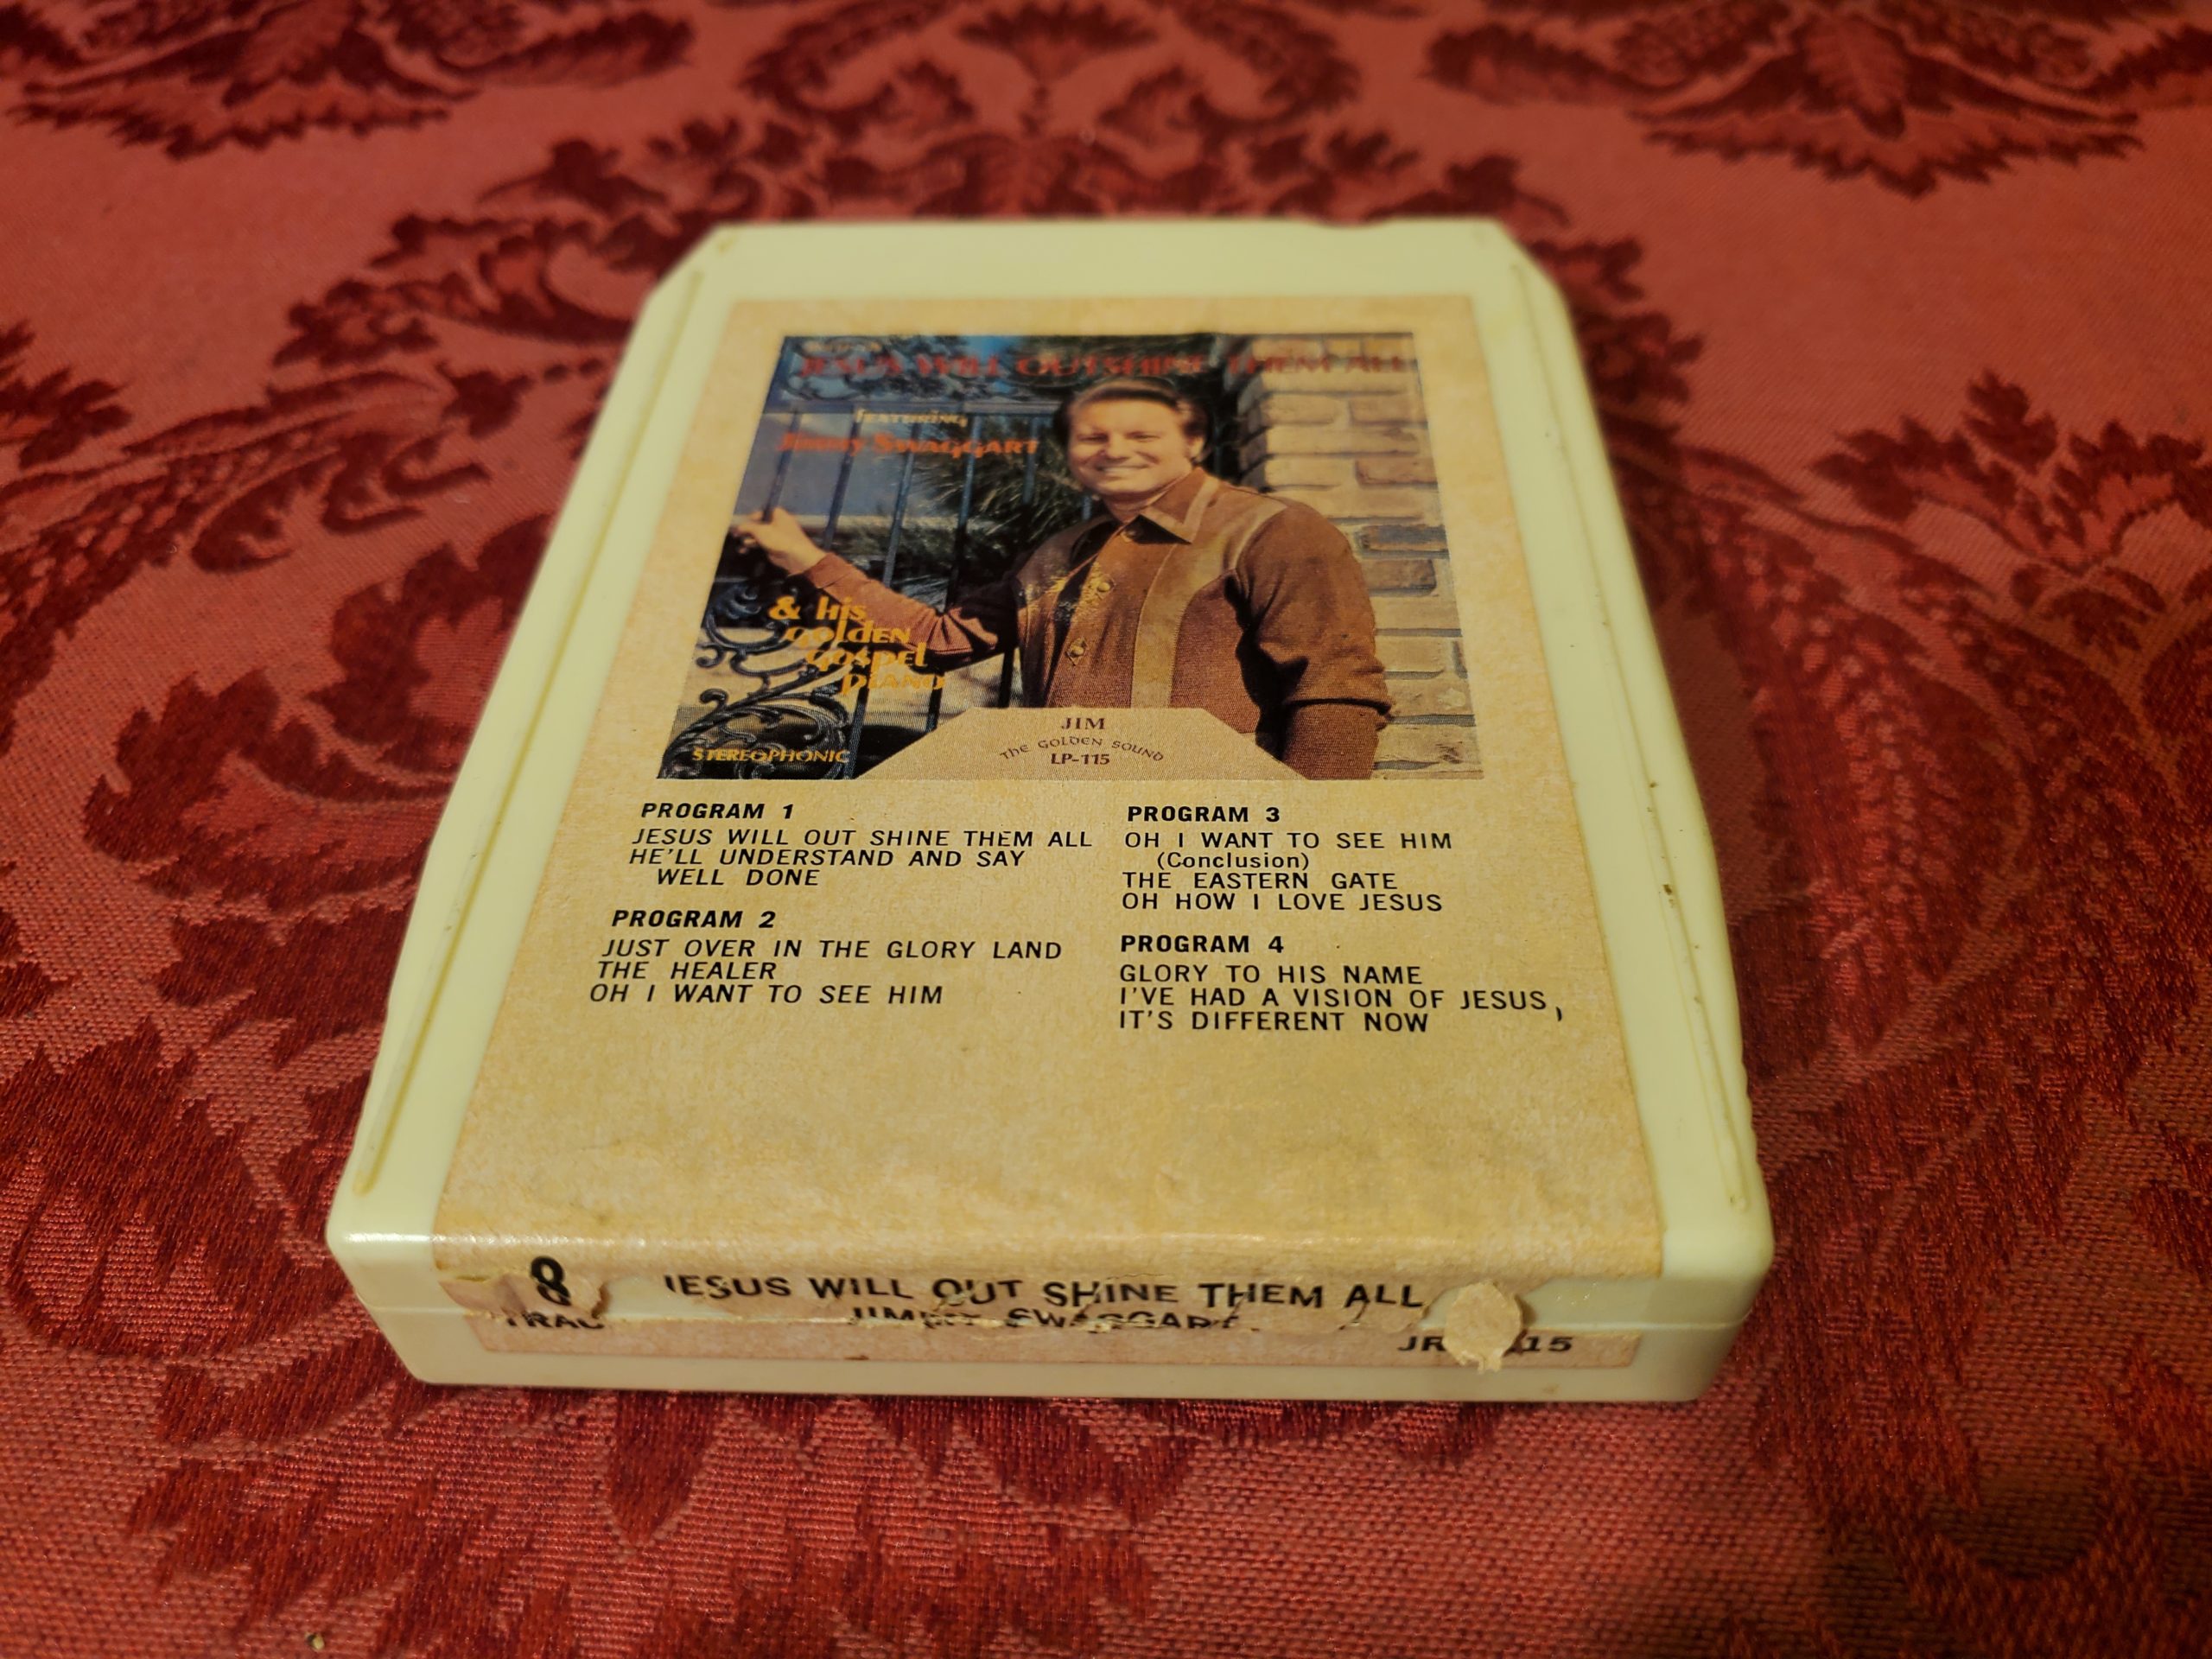 JESUS WILL OUTSHINE THEM ALL
FEATURING
JIMMY SWAGGART
& his
golden
gospel
piano
STEREOPHONIC
JIM
THE GOLDEN SOUND
LP-115
PROGRAM 1
JESUS WILL OUT SHINE THEM ALL
HE'LL UNDERSTAND AND SAY
WELL DONE
PROGRAM 2
JUST OVER IN THE GLORY LAND
THE HEALER
OH I WANT TO SEE HIM
PROGRAM 3
OH I WANT TO SEE HIM
(Conclusion)
THE EASTERN GATE
OH HOW I LOVE JESUS
PROGRAM 4
GLORY TO HIS NAME
I'VE HAD A VISION OF JESUS,
IT'S DIFFERENT NOW
8
JESUS WILL OUT SHINE THEM ALL
JIMMY SWAGGART